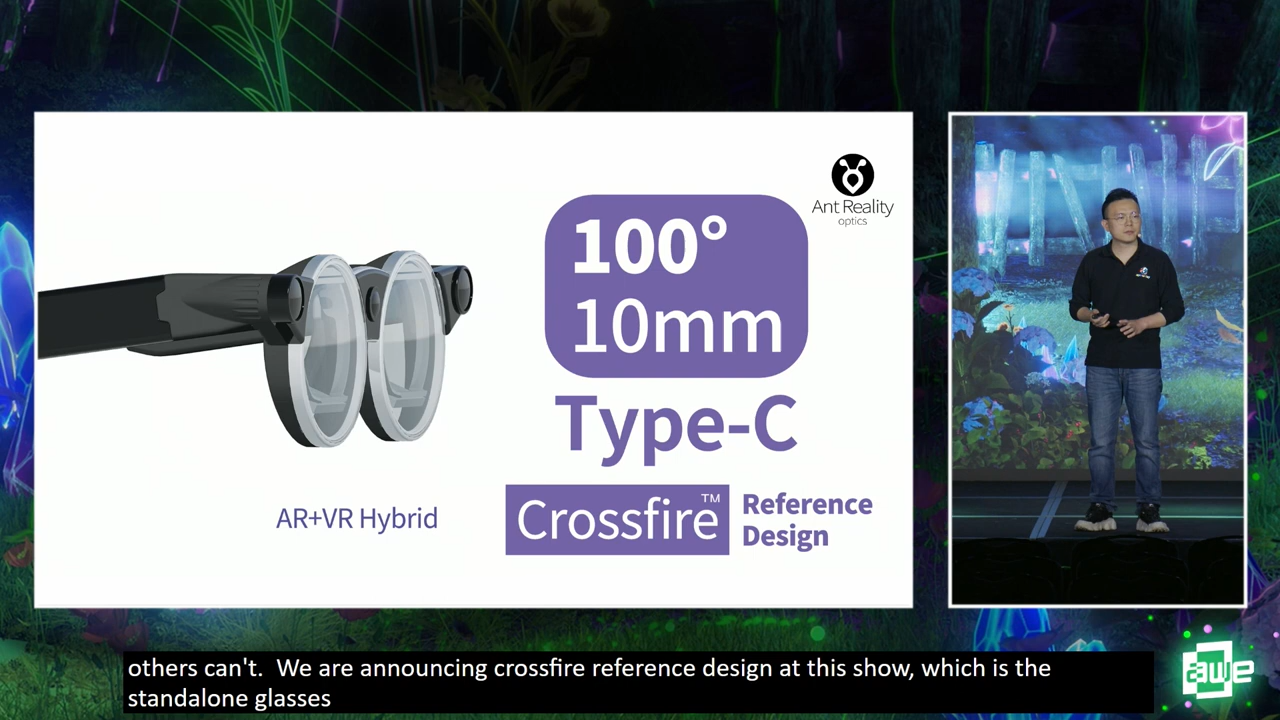 Ant Reality
optics
100°
10mm
Type-C
AR+VR Hybrid
Crossfire™
Reference
Design
others can't.  We are announcing crossfire reference design at this show, which is the
standalone glasses
awe